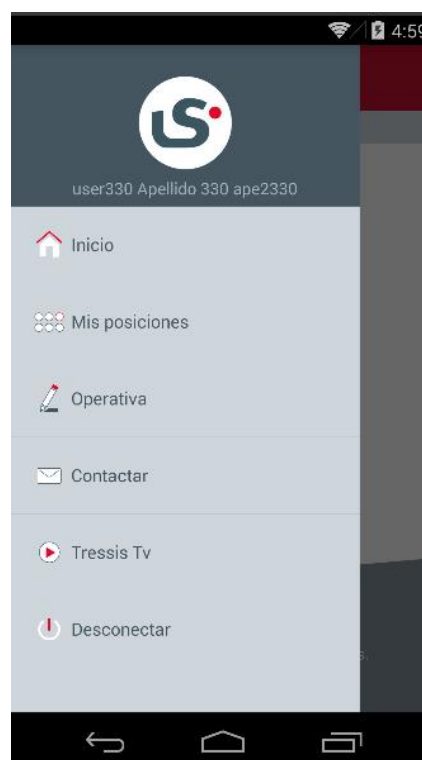 4:59
user330 Apellido 330 ape2330
Inicio
Mis posiciones
Operativa
Contactar
Tressis Tv
Desconectar
s.